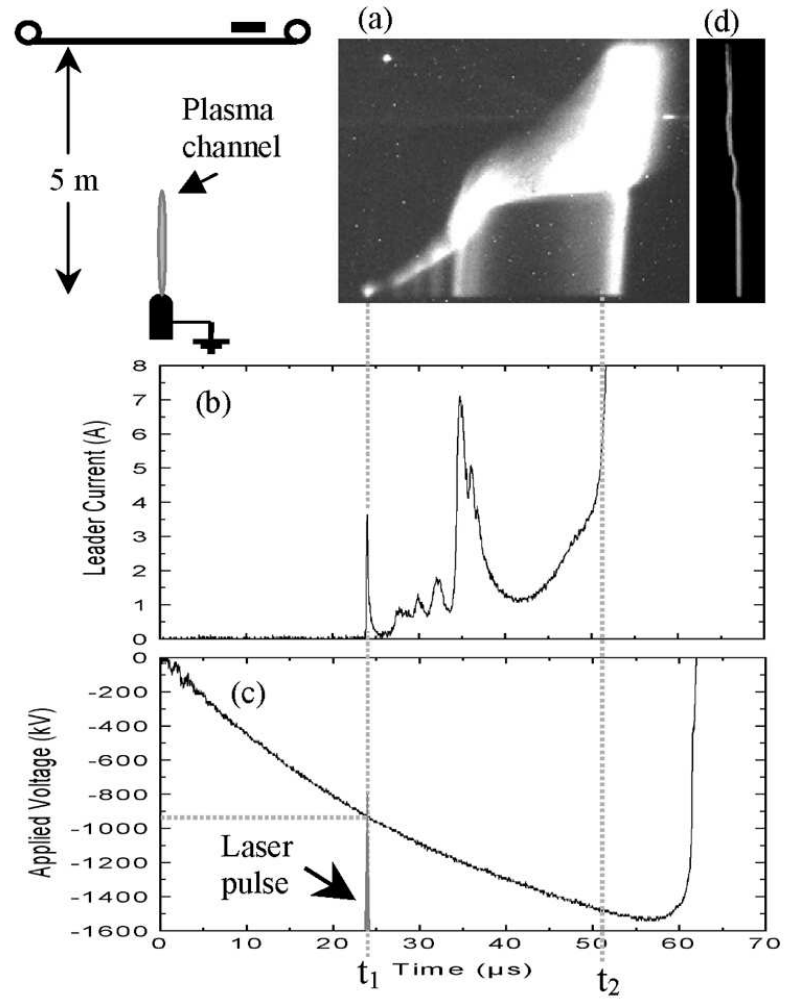 (a)
(d)
Plasma
channel
5 m
(b)
Leader Current (A)
8
7
6
5
4
3
2
1
0
(c)
Applied Voltage (kV)
0
-200
-400
-600
-800
-1000
-1200
-1400
-1600
Laser
pulse
0 10 20 30 40 50 60 70
t1 Time (µs) t2